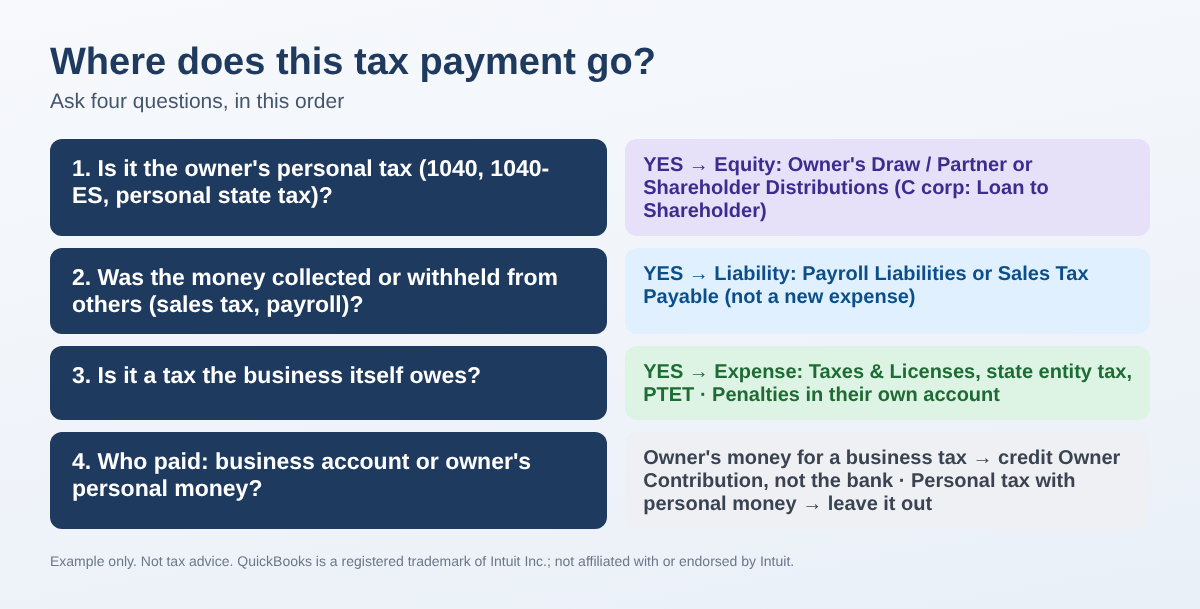 Where does this tax payment go?
Ask four questions, in this order
1. Is it the owner's personal tax (1040, 1040-
ES, personal state tax)?
YES → Equity: Owner's Draw / Partner or
Shareholder Distributions (C corp: Loan to
Shareholder)
2. Was the money collected or withheld from
others (sales tax, payroll)?
YES → Liability: Payroll Liabilities or Sales Tax
Payable (not a new expense)
3. Is it a tax the business itself owes?
YES → Expense: Taxes & Licenses, state entity tax,
PTET · Penalties in their own account
4. Who paid: business account or owner's
personal money?
Owner's money for a business tax → credit Owner
Contribution, not the bank · Personal tax with
personal money → leave it out
Example only. Not tax advice. QuickBooks is a registered trademark of Intuit Inc.; not affiliated with or endorsed by Intuit.